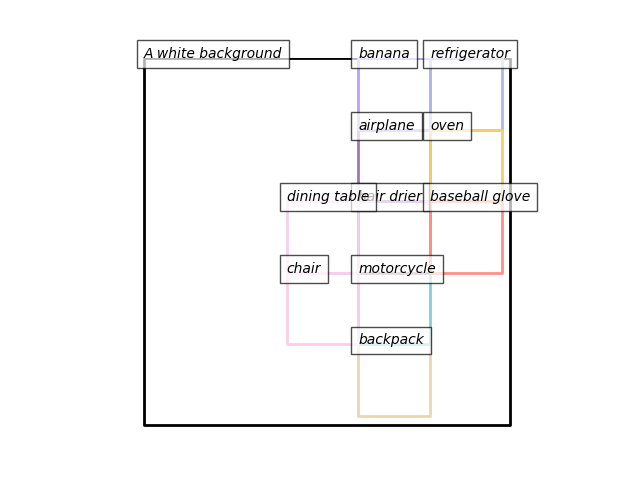 A white background
banana
refrigerator
airplane
oven
dining table
hair drier
baseball glove
chair
motorcycle
backpack